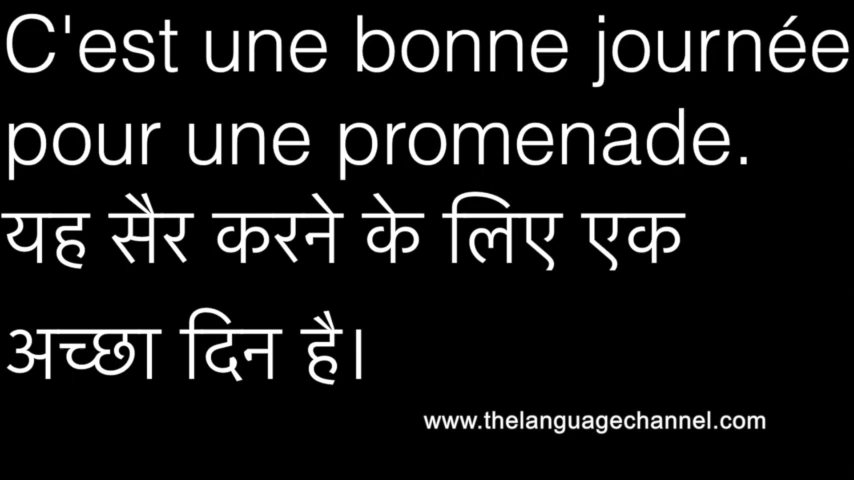 C'est une bonne journée
pour une promenade.
यह सैर करने के लिए एक
अच्छा दिन है।
www.thelanguagechannel.com